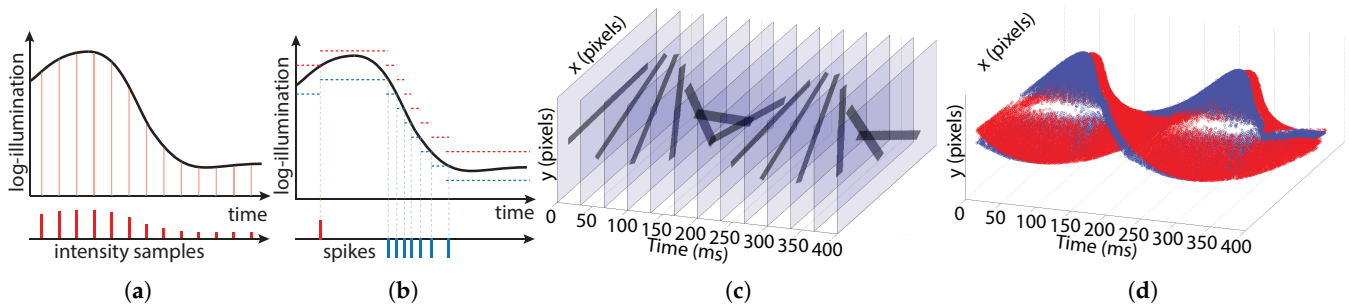 log-illumination
time
intensity samples
(a)
log-illumination
time
spikes
(b)
x (pixels)
y (pixels)
0
50
100
150
200
250
300
350
400
Time (ms)
(c)
x (pixels)
y (pixels)
0
50
100
150
200
250
300
350
400
Time (ms)
(d)